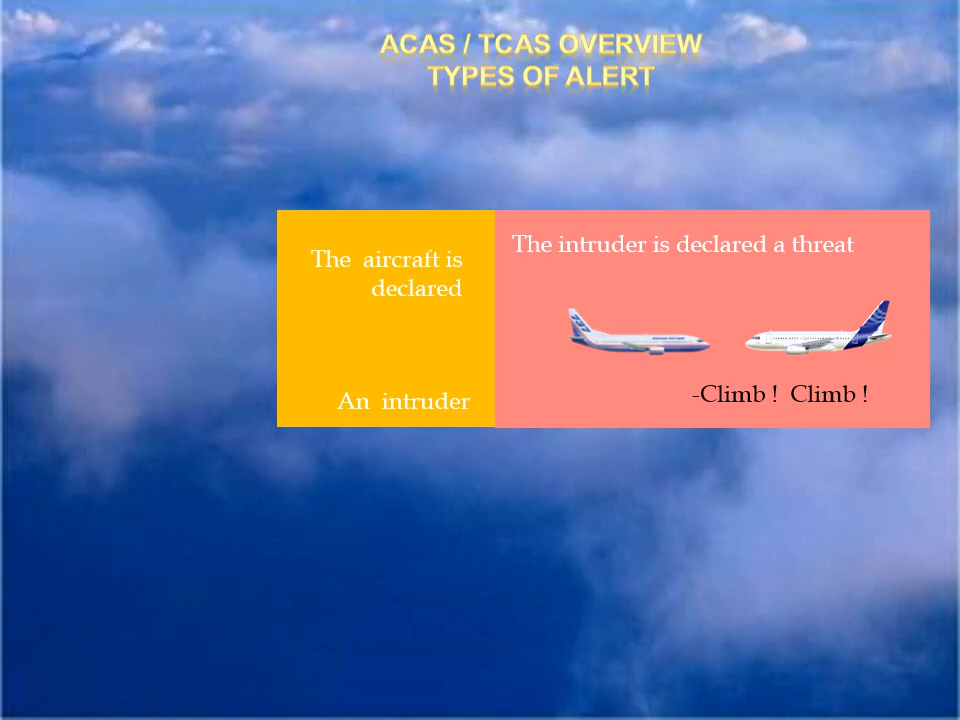 ACAS / TCAS OVERVIEW
TYPES OF ALERT
The aircraft is
declared
An intruder
The intruder is declared a threat
-Climb ! Climb !